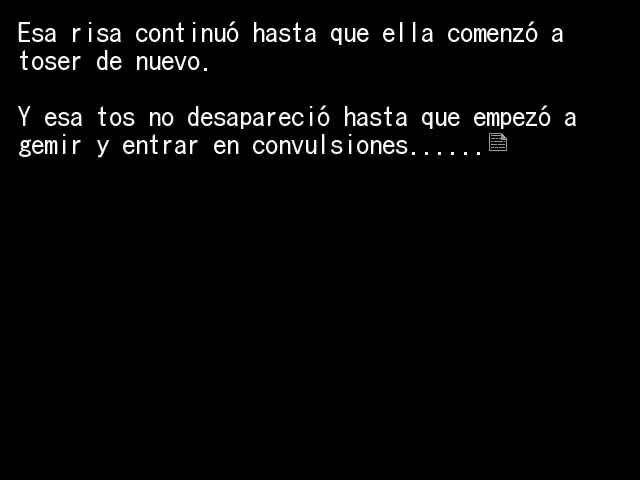 Esa risa continuó hasta que ella comenzó a
toser de nuevo.
Y esa tos no desapareció hasta que empezó a
gemir y entrar en convulsiones......